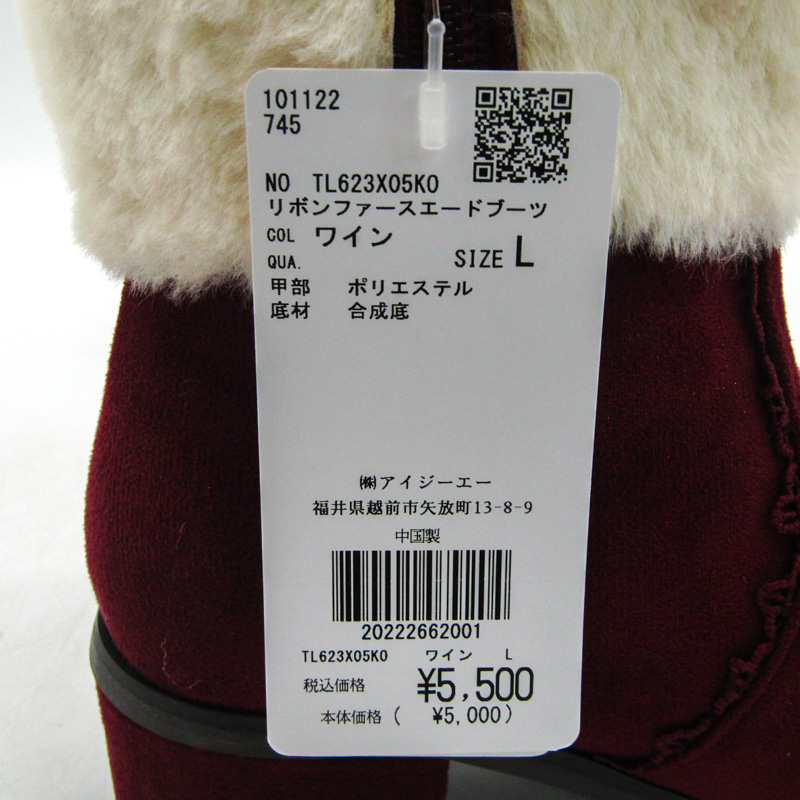 101122
745
NO TL623X05KO
リボンファースエードブーツ
COL ワイン
QUA. SIZE L
甲部 ポリエステル
底材 合成底
㈱アイジーエー
福井県越前市矢放町13-8-9
中国製
20222662001
TL623X05KO ワイン L
税込価格 ¥5,500
本体価格( ¥5,000)